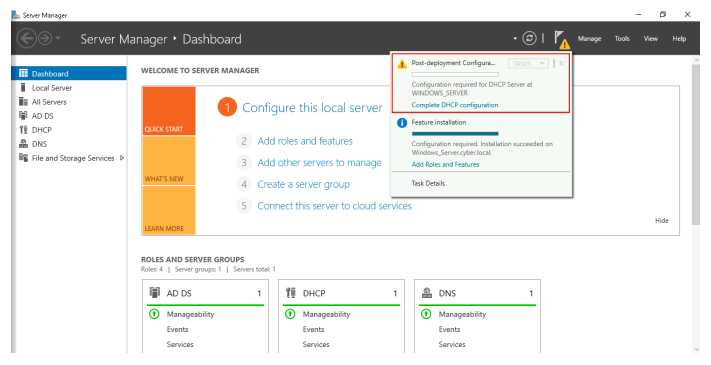 Server Manager
Server Manager • Dashboard
Manage Tools View Help
Dashboard
Local Server
All Servers
AD DS
DHCP
DNS
File and Storage Services
WELCOME TO SERVER MANAGER
QUICK START
WHAT'S NEW
LEARN MORE
1 Configure this local server
2 Add roles and features
3 Add other servers to manage
4 Create a server group
5 Connect this server to cloud services
Hide
Post-deployment Configura... TASKS X
Configuration required for DHCP Server at
WINDOWS_SERVER
Complete DHCP configuration
Feature installation
Configuration required. Installation succeeded on
Windows_Server.cyber.local.
Add Roles and Features
Task Details
ROLES AND SERVER GROUPS
Roles: 4 | Server groups: 1 | Servers total: 1
AD DS 1
Manageability
Events
Services
DHCP 1
Manageability
Events
Services
DNS 1
Manageability
Events
Services